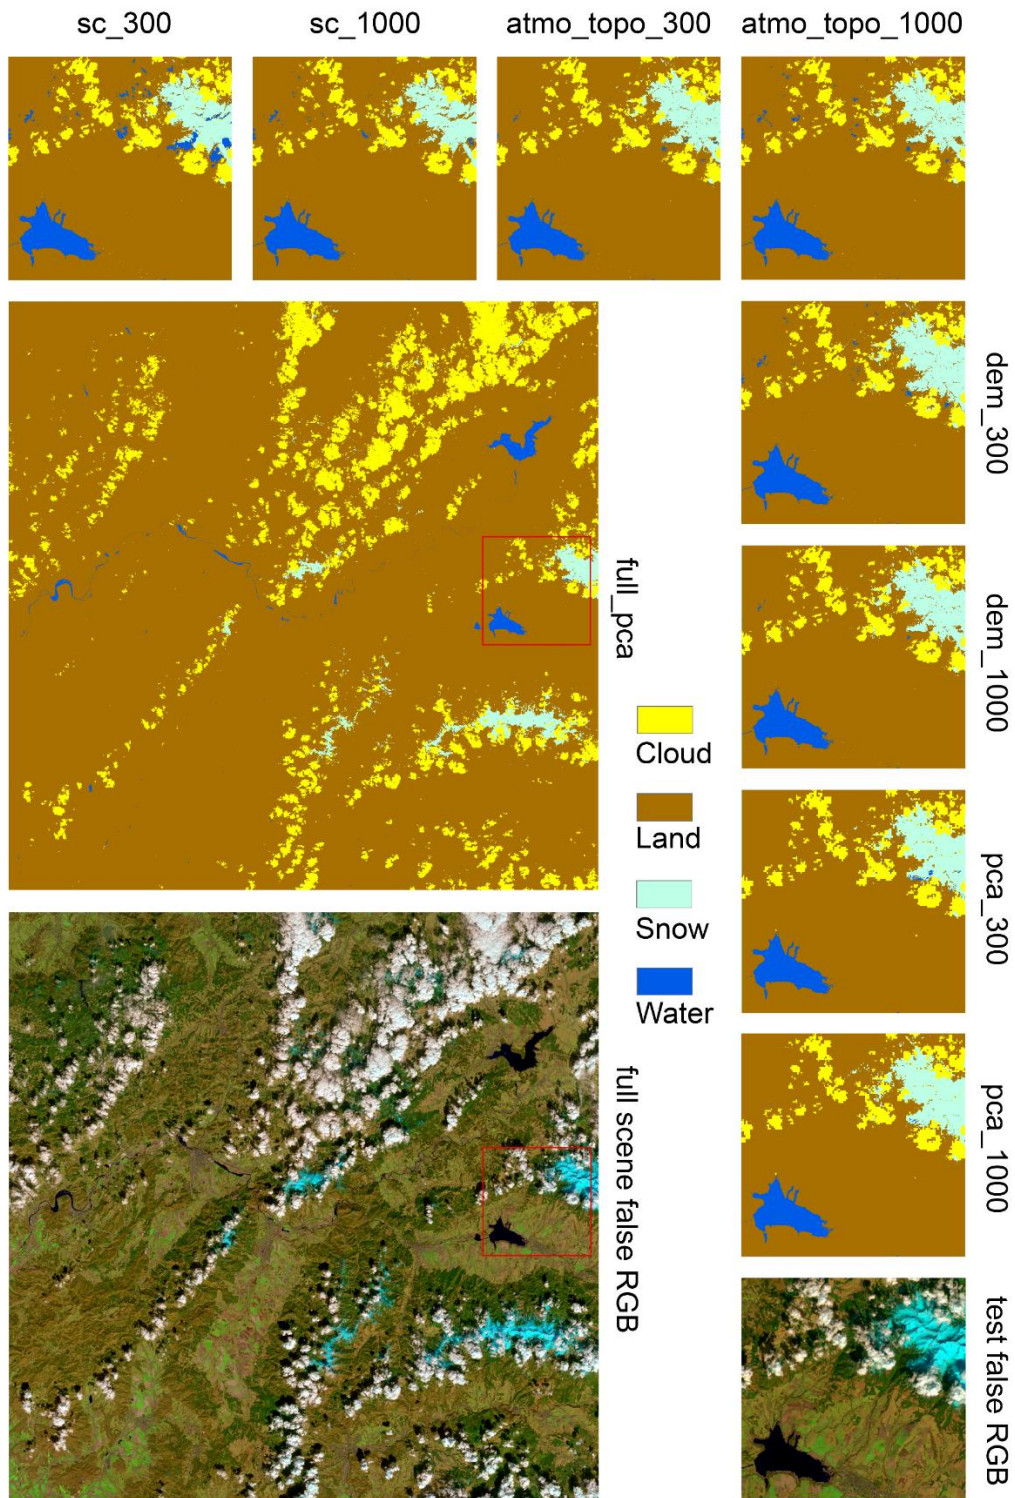 sc_300
sc_1000
atmo_topo_300
atmo_topo_1000
dem_300
full_pca
dem_1000
Cloud
Land
Snow
Water
pca_300
pca_1000
full scene false RGB
test false RGB